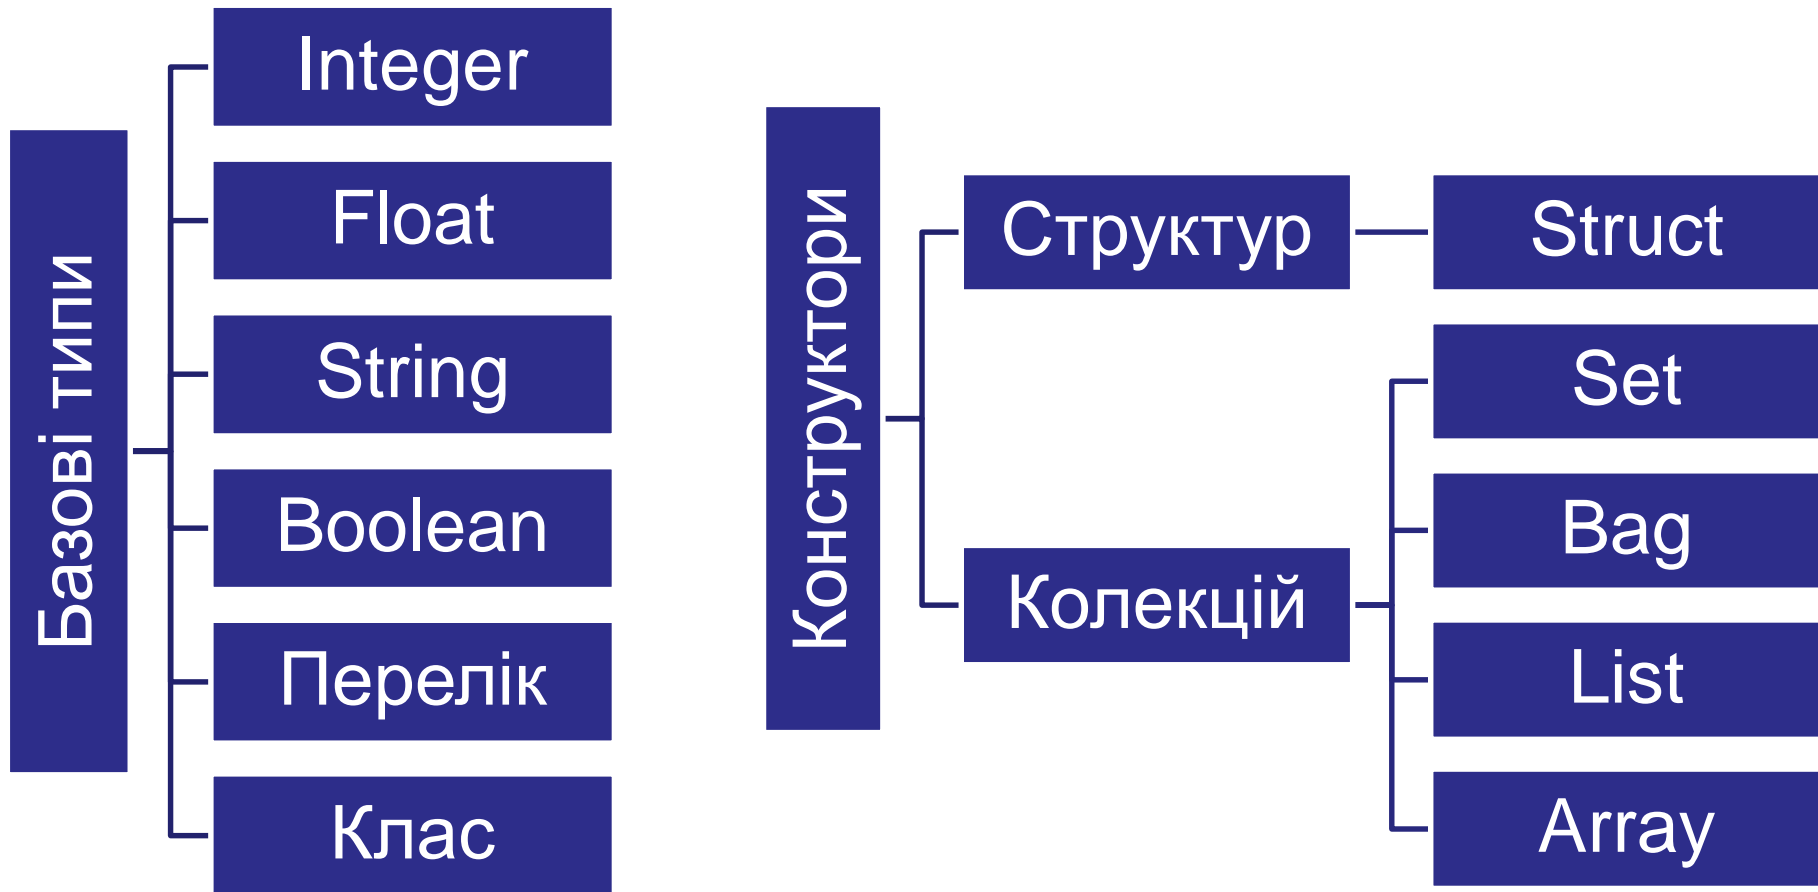 Базові типи
Integer
Float
String
Boolean
Перелік
Клас
Конструктори
Структур
Struct
Колекцій
Set
Bag
List
Array